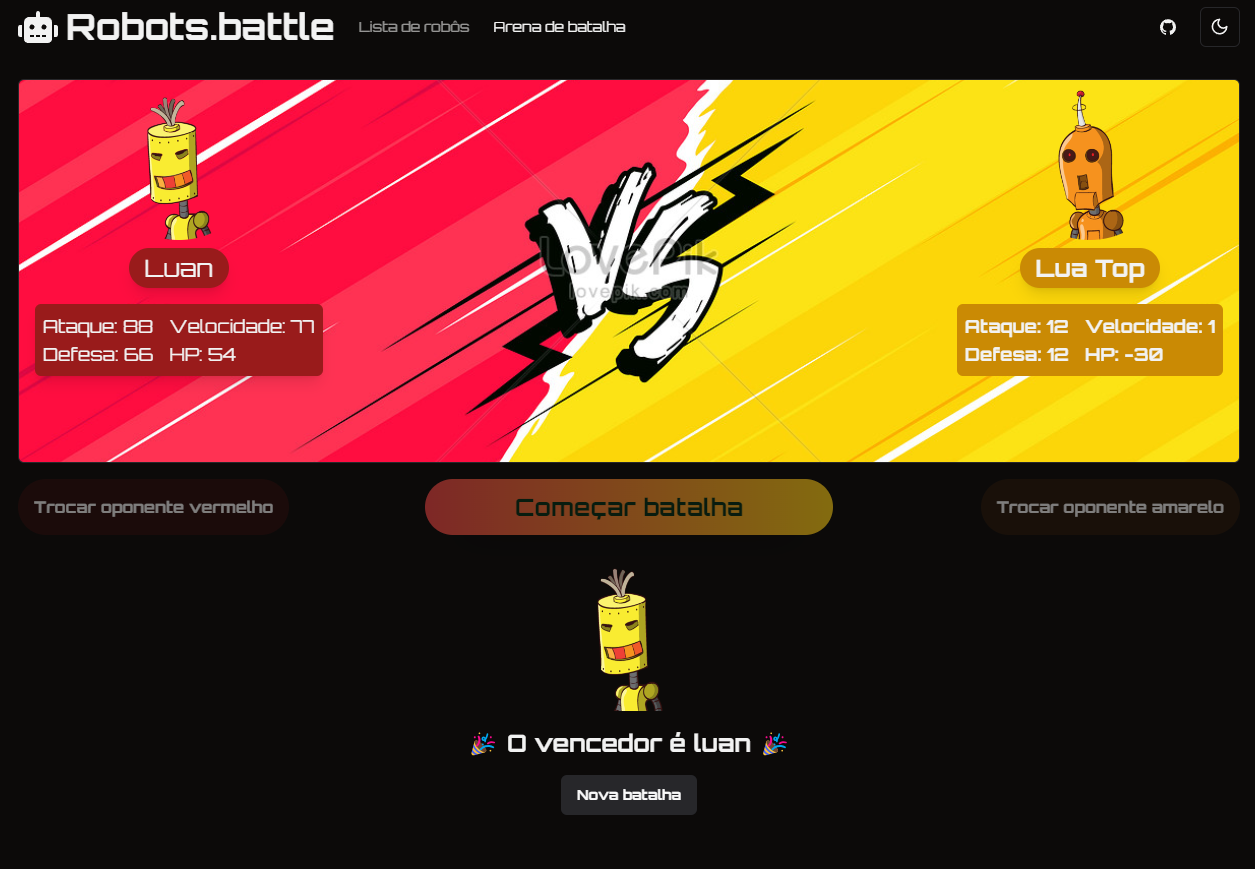 Robots.battle
Lista de robôs
Arena de batalha
VS
LovePik
lovepik.com
Luan
Ataque: 88 Velocidade: 77
Defesa: 66 HP: 54
Lua Top
Ataque: 12 Velocidade: 1
Defesa: 12 HP: -30
Trocar oponente vermelho
Começar batalha
Trocar oponente amarelo
🎉 O vencedor é luan 🎉
Nova batalha